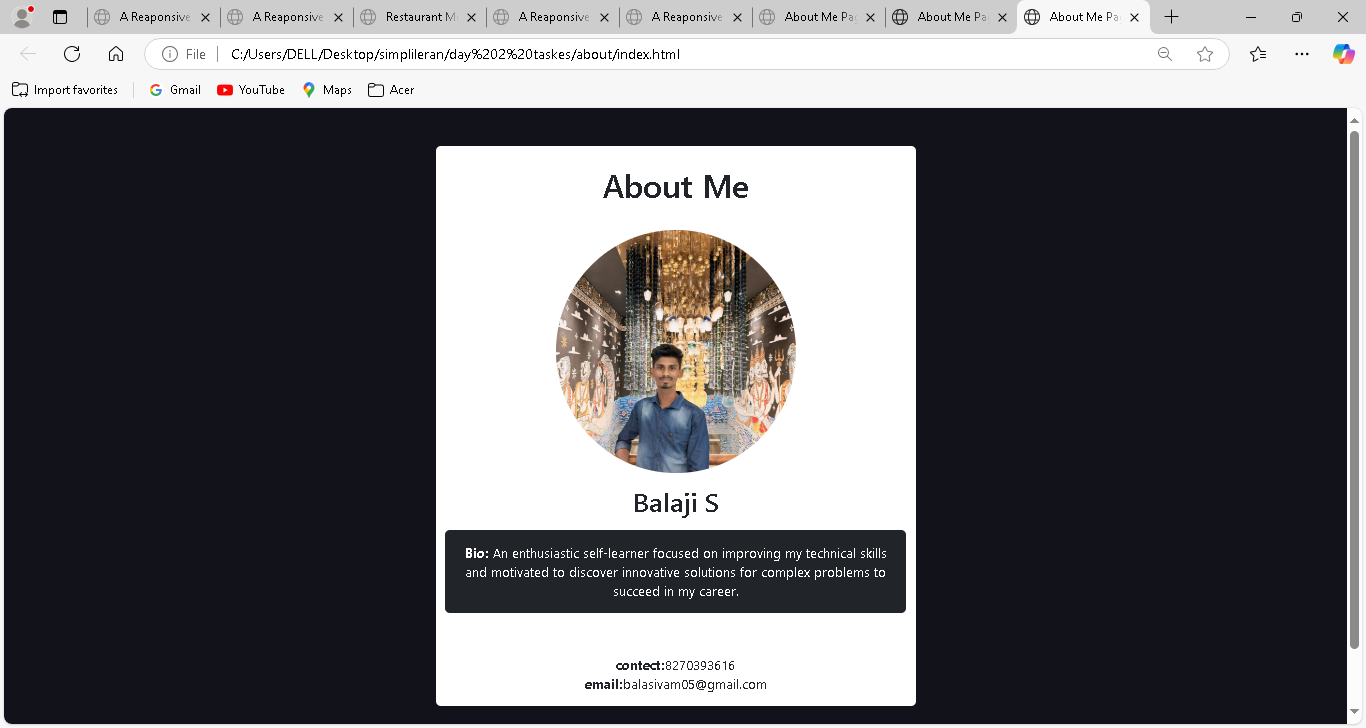 A Reaponsive
A Reaponsive
Restaurant M
A Reaponsive
A Reaponsive
About Me Pag
About Me Pa
About Me Pa
File
C:/Users/DELL/Desktop/simplileran/day%202%20taskes/about/index.html
Import favorites
Gmail
YouTube
Maps
Acer
About Me
Balaji S
Bio: An enthusiastic self-learner focused on improving my technical skills
and motivated to discover innovative solutions for complex problems to
succeed in my career.
contect:8270393616
email:balasivam05@gmail.com